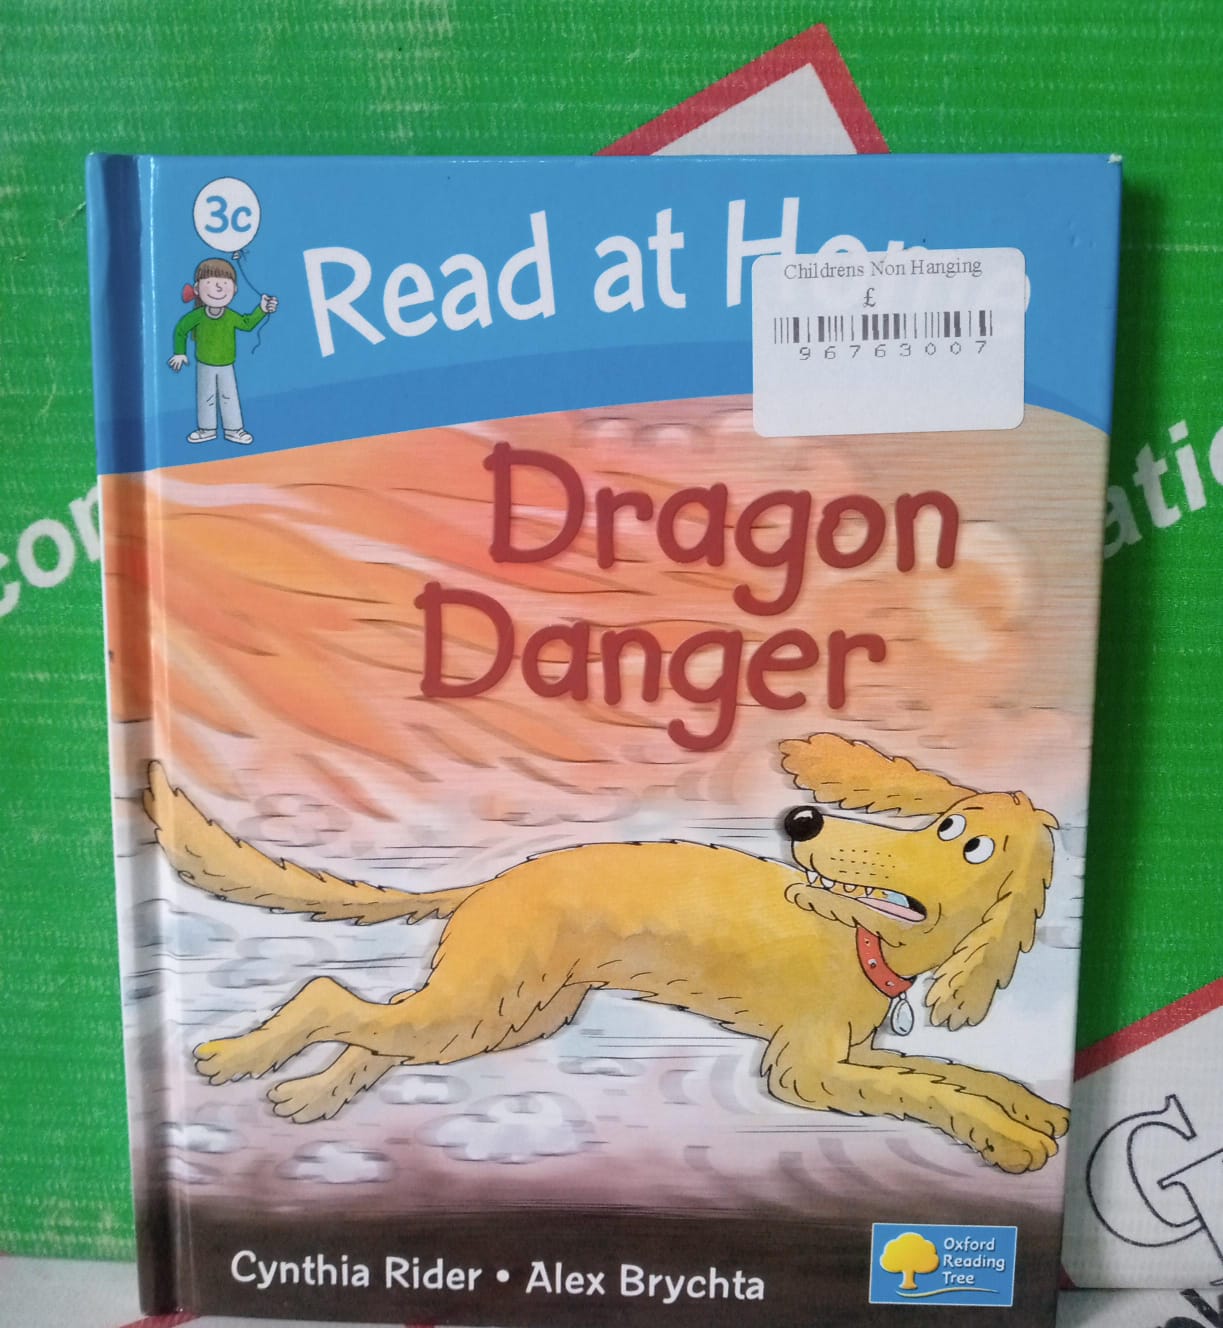 3c
Read at
Childrens Non Hanging
£
96763007
Dragon
Danger
Cynthia Rider • Alex Brychta
Oxford
Reading
Tree